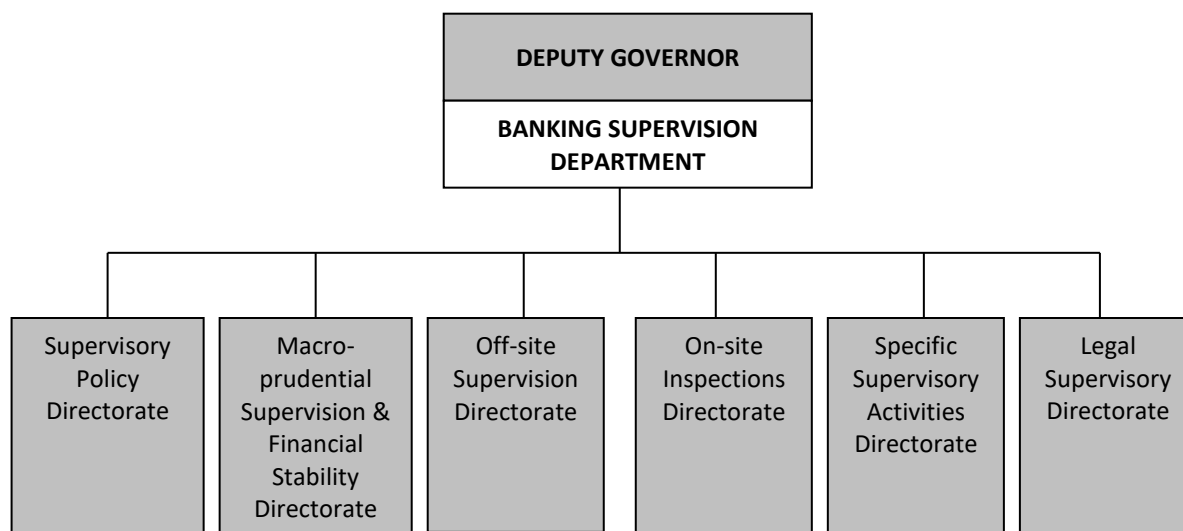 DEPUTY GOVERNOR
BANKING SUPERVISION
DEPARTMENT
Supervisory
Policy
Directorate
Macro-
prudential
Supervision &
Financial
Stability
Directorate
Off-site
Supervision
Directorate
On-site
Inspections
Directorate
Specific
Supervisory
Activities
Directorate
Legal
Supervisory
Directorate